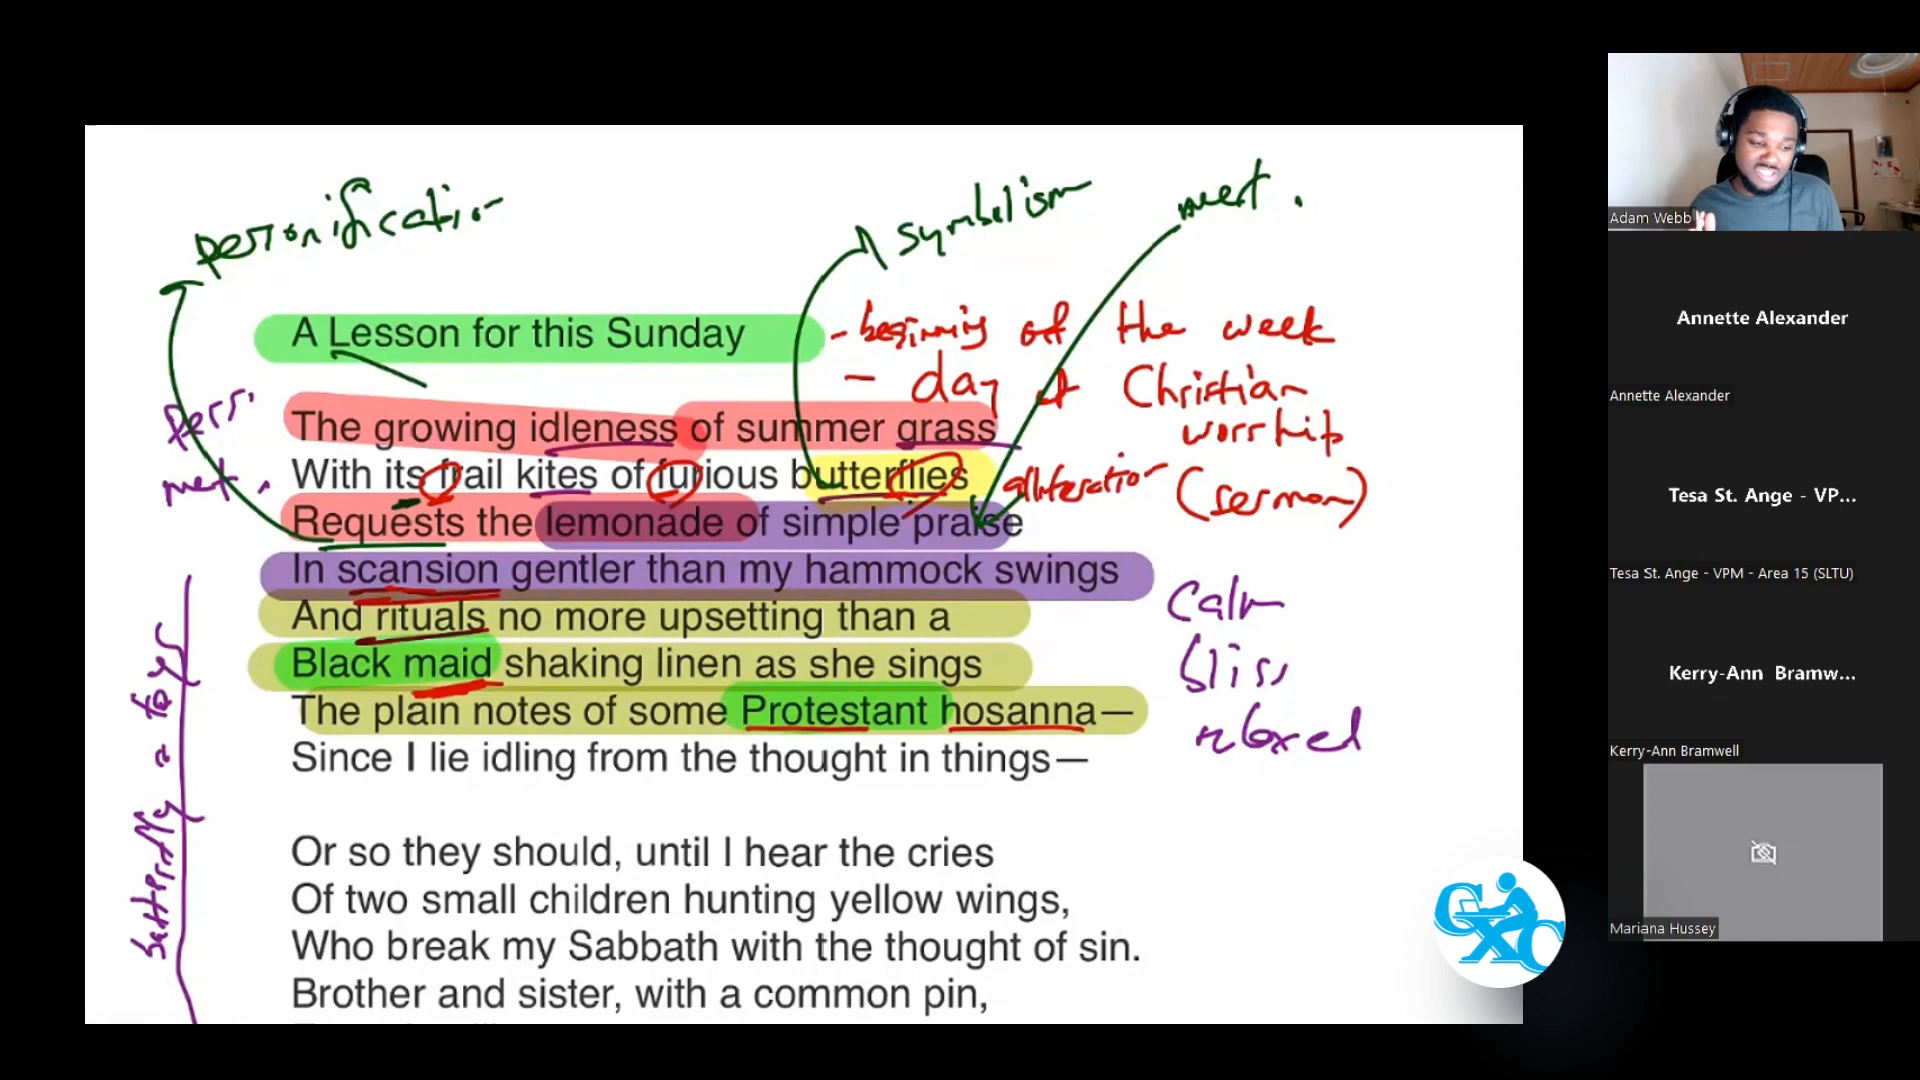 personification
symbolism
met.
A Lesson for this Sunday
- beginning of the week
- day of Christian
worship
(sermon)
pers.
met.
The growing idleness of summer grass
With its frail kites of furious butterflies
alliteration
Requests the lemonade of simple praise
In scansion gentler than my hammock swings
And rituals no more upsetting than a
Black maid shaking linen as she sings
The plain notes of some Protestant hosanna—
Since I lie idling from the thought in things—
calm
bliss
relaxed
butterfly = toys
Or so they should, until I hear the cries
Of two small children hunting yellow wings,
Who break my Sabbath with the thought of sin.
Brother and sister, with a common pin,
CXC
Adam Webb
Annette Alexander
Annette Alexander
Tesa St. Ange - VP...
Tesa St. Ange - VPM - Area 15 (SLTU)
Kerry-Ann Bramw...
Kerry-Ann Bramwell
Mariana Hussey